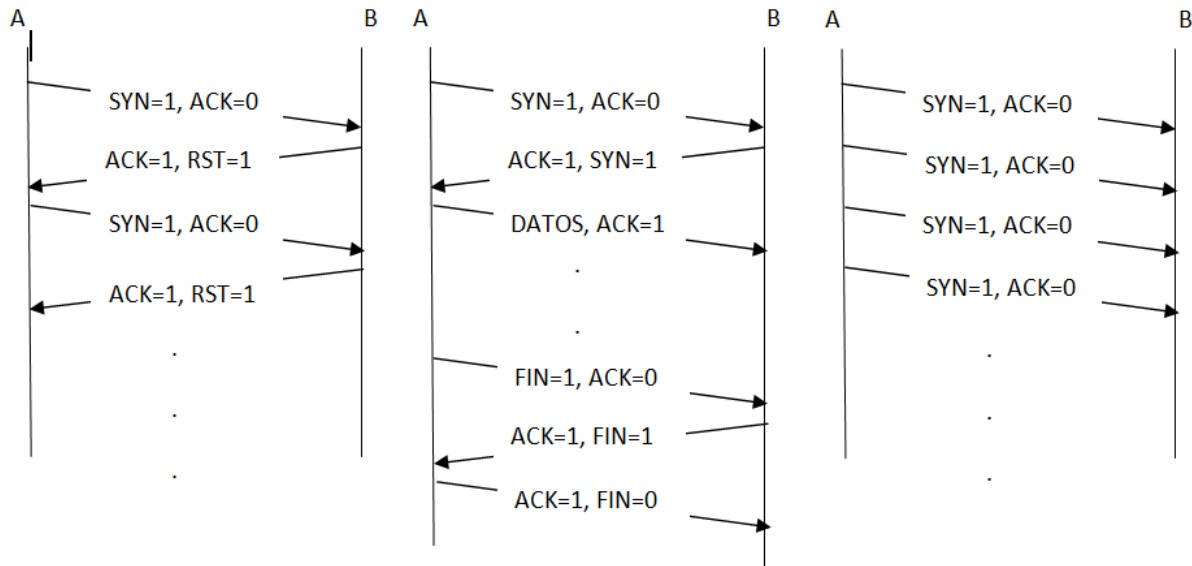 A
B
SYN=1, ACK=0
ACK=1, RST=1
SYN=1, ACK=0
ACK=1, RST=1
A
B
SYN=1, ACK=0
ACK=1, SYN=1
DATOS, ACK=1
FIN=1, ACK=0
ACK=1, FIN=1
ACK=1, FIN=0
A
B
SYN=1, ACK=0
SYN=1, ACK=0
SYN=1, ACK=0
SYN=1, ACK=0